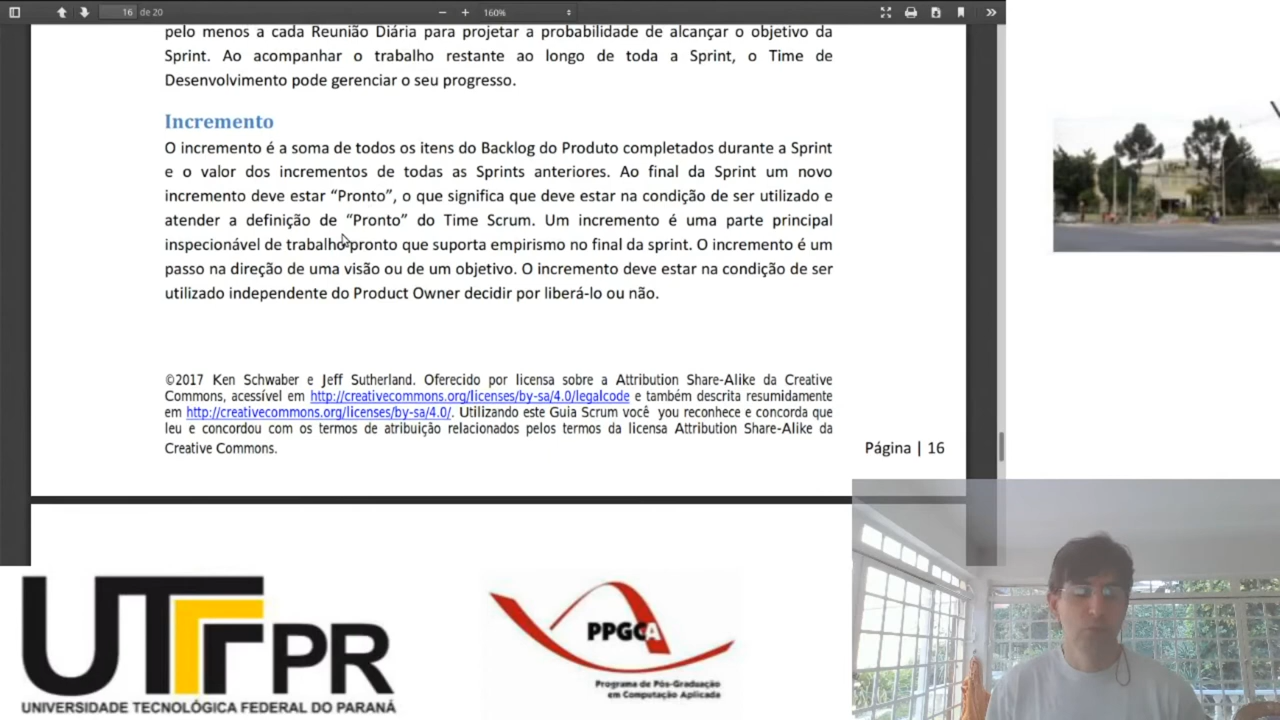 16 de 20
160%
pelo menos a cada Reunião Diária para projetar a probabilidade de alcançar o objetivo da
Sprint. Ao acompanhar o trabalho restante ao longo de toda a Sprint, o Time de
Desenvolvimento pode gerenciar o seu progresso.
Incremento
O incremento é a soma de todos os itens do Backlog do Produto completados durante a Sprint
e o valor dos incrementos de todas as Sprints anteriores. Ao final da Sprint um novo
incremento deve estar “Pronto”, o que significa que deve estar na condição de ser utilizado e
atender a definição de “Pronto” do Time Scrum. Um incremento é uma parte principal
inspecionável de trabalho pronto que suporta empirismo no final da sprint. O incremento é um
passo na direção de uma visão ou de um objetivo. O incremento deve estar na condição de ser
utilizado independente do Product Owner decidir por liberá-lo ou não.
©2017 Ken Schwaber e Jeff Sutherland. Oferecido por licensa sobre a Attribution Share-Alike da Creative
Commons, acessível em http://creativecommons.org/licenses/by-sa/4.0/legalcode e também descrita resumidamente
em http://creativecommons.org/licenses/by-sa/4.0/. Utilizando este Guia Scrum você you reconhece e concorda que
leu e concordou com os termos de atribuição relacionados pelos termos da licensa Attribution Share-Alike da
Creative Commons.
Página | 16
UTFPR
UNIVERSIDADE TECNOLÓGICA FEDERAL DO PARANÁ
PPGCA
Programa de Pós-Graduação
em Computação Aplicada